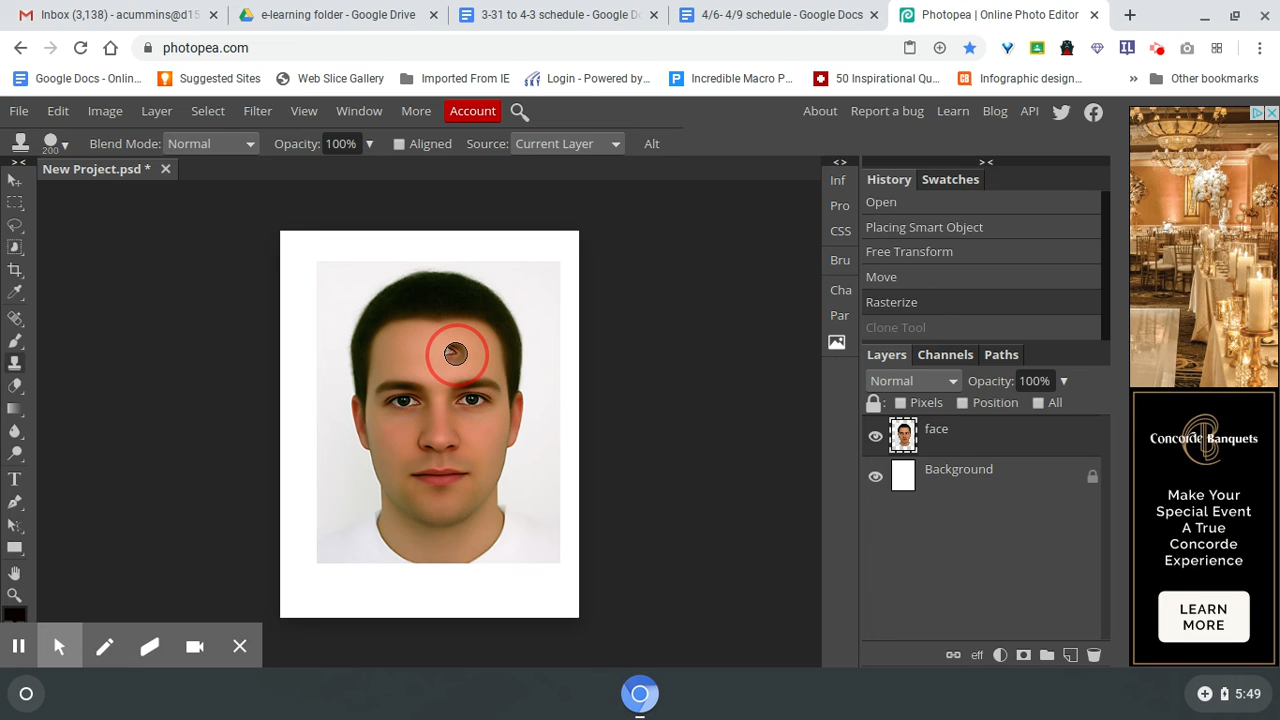 Inbox (3,138) - acummins@d15
e-learning folder - Google Drive
3-31 to 4-3 schedule - Google D
4/6- 4/9 schedule - Google Docs
Photopea | Online Photo Editor
photopea.com
Google Docs - Onlin...
Suggested Sites
Web Slice Gallery
Imported From IE
Login - Powered by...
Incredible Macro P...
50 Inspirational Qu...
Infographic design...
»
Other bookmarks
File Edit Image Layer Select Filter View Window More Account
About Report a bug Learn Blog API
200 Blend Mode: Normal Opacity: 100% Aligned Source: Current Layer Alt
> <
New Project.psd *
< >
> <
Inf
Pro
CSS
Bru
Cha
Par
History Swatches
Open
Placing Smart Object
Free Transform
Move
Rasterize
Clone Tool
Layers Channels Paths
Normal Opacity: 100%
: Pixels Position All
face
Background
eff
Concorde Banquets
Make Your
Special Event
A True
Concorde
Experience
LEARN
MORE
5:49